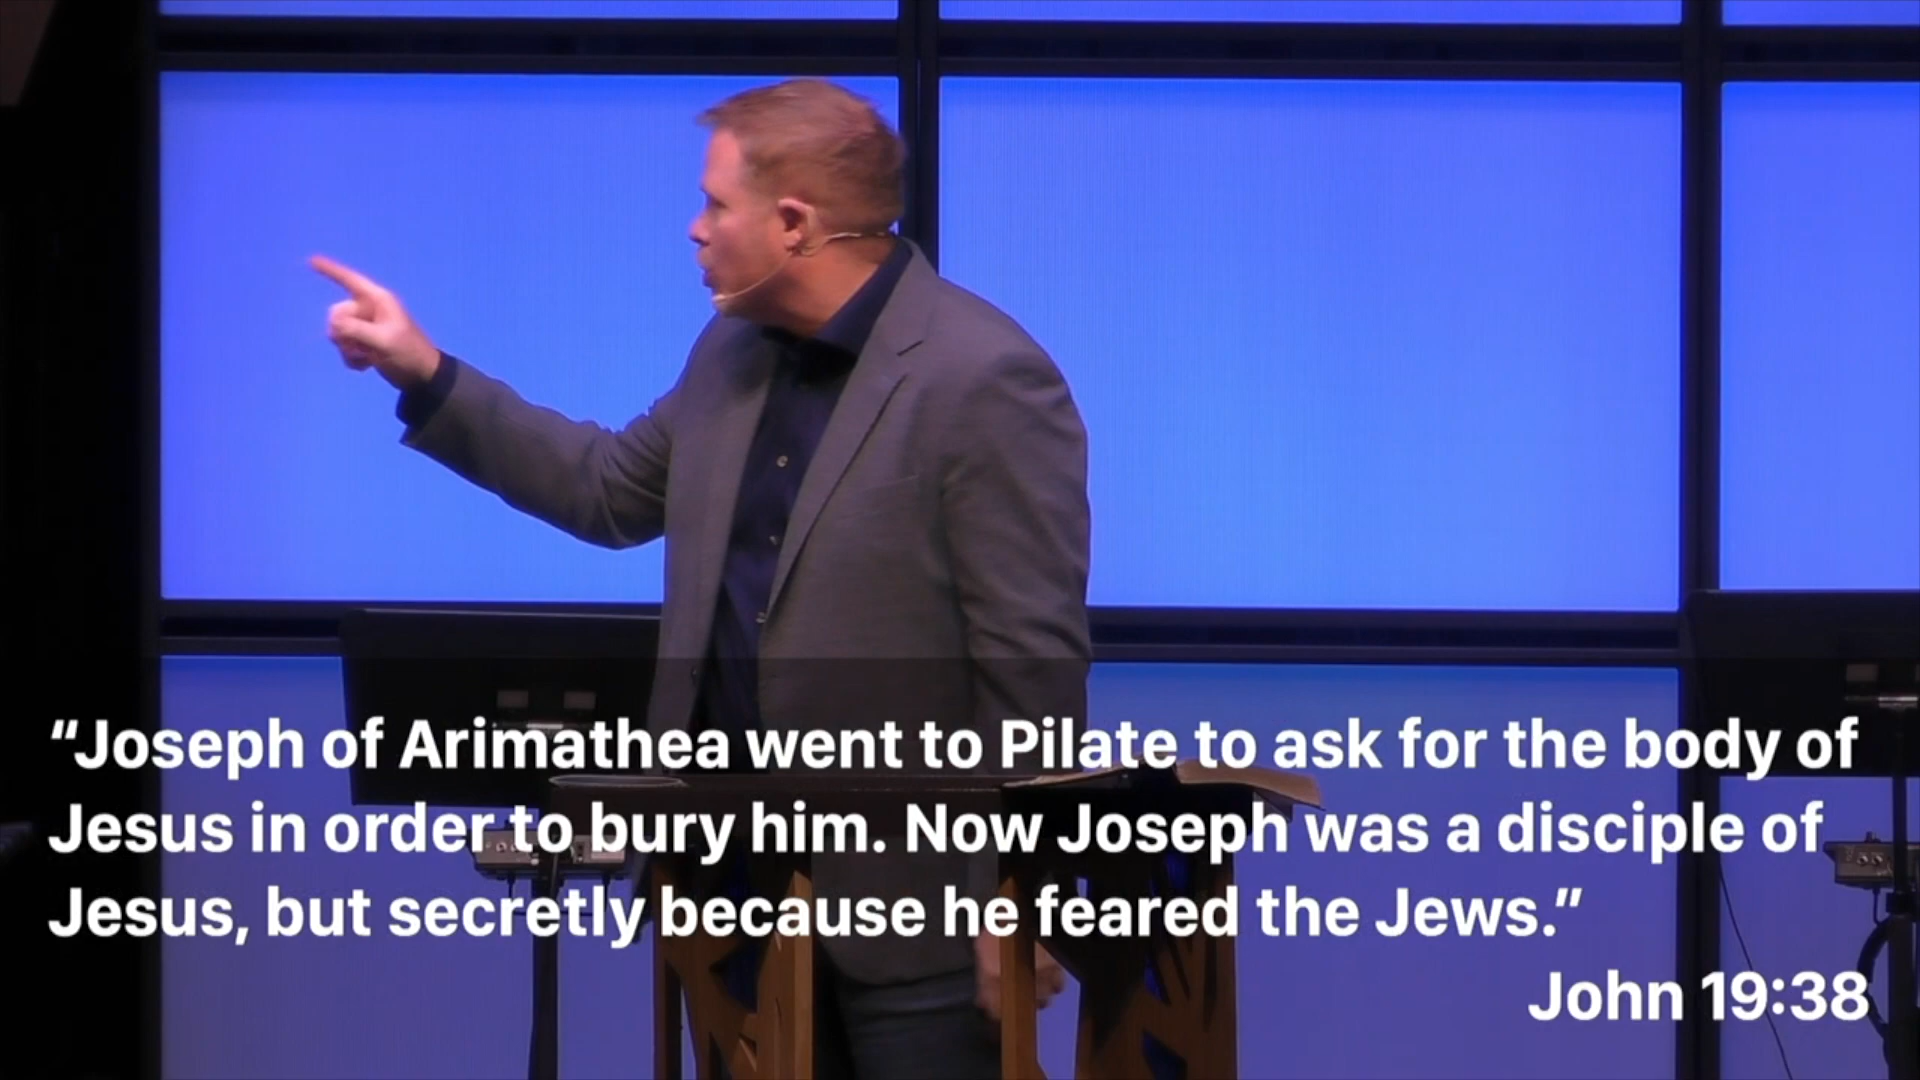 “Joseph of Arimathea went to Pilate to ask for the body of
Jesus in order to bury him. Now Joseph was a disciple of
Jesus, but secretly because he feared the Jews.”
John 19:38